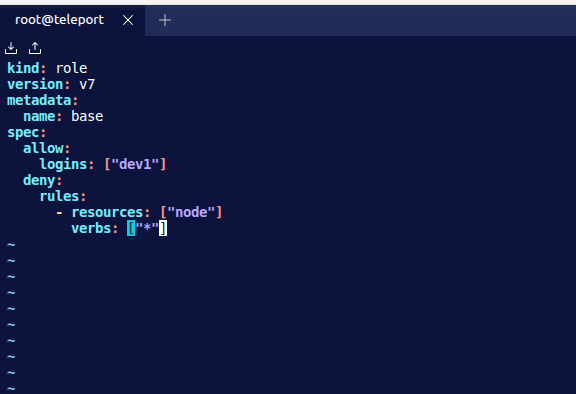 root@teleport
kind: role
version: v7
metadata:
  name: base
spec:
  allow:
    logins: ["dev1"]
  deny:
    rules:
      - resources: ["node"]
        verbs: ["*"]
~
~
~
~
~
~
~
~
~
~